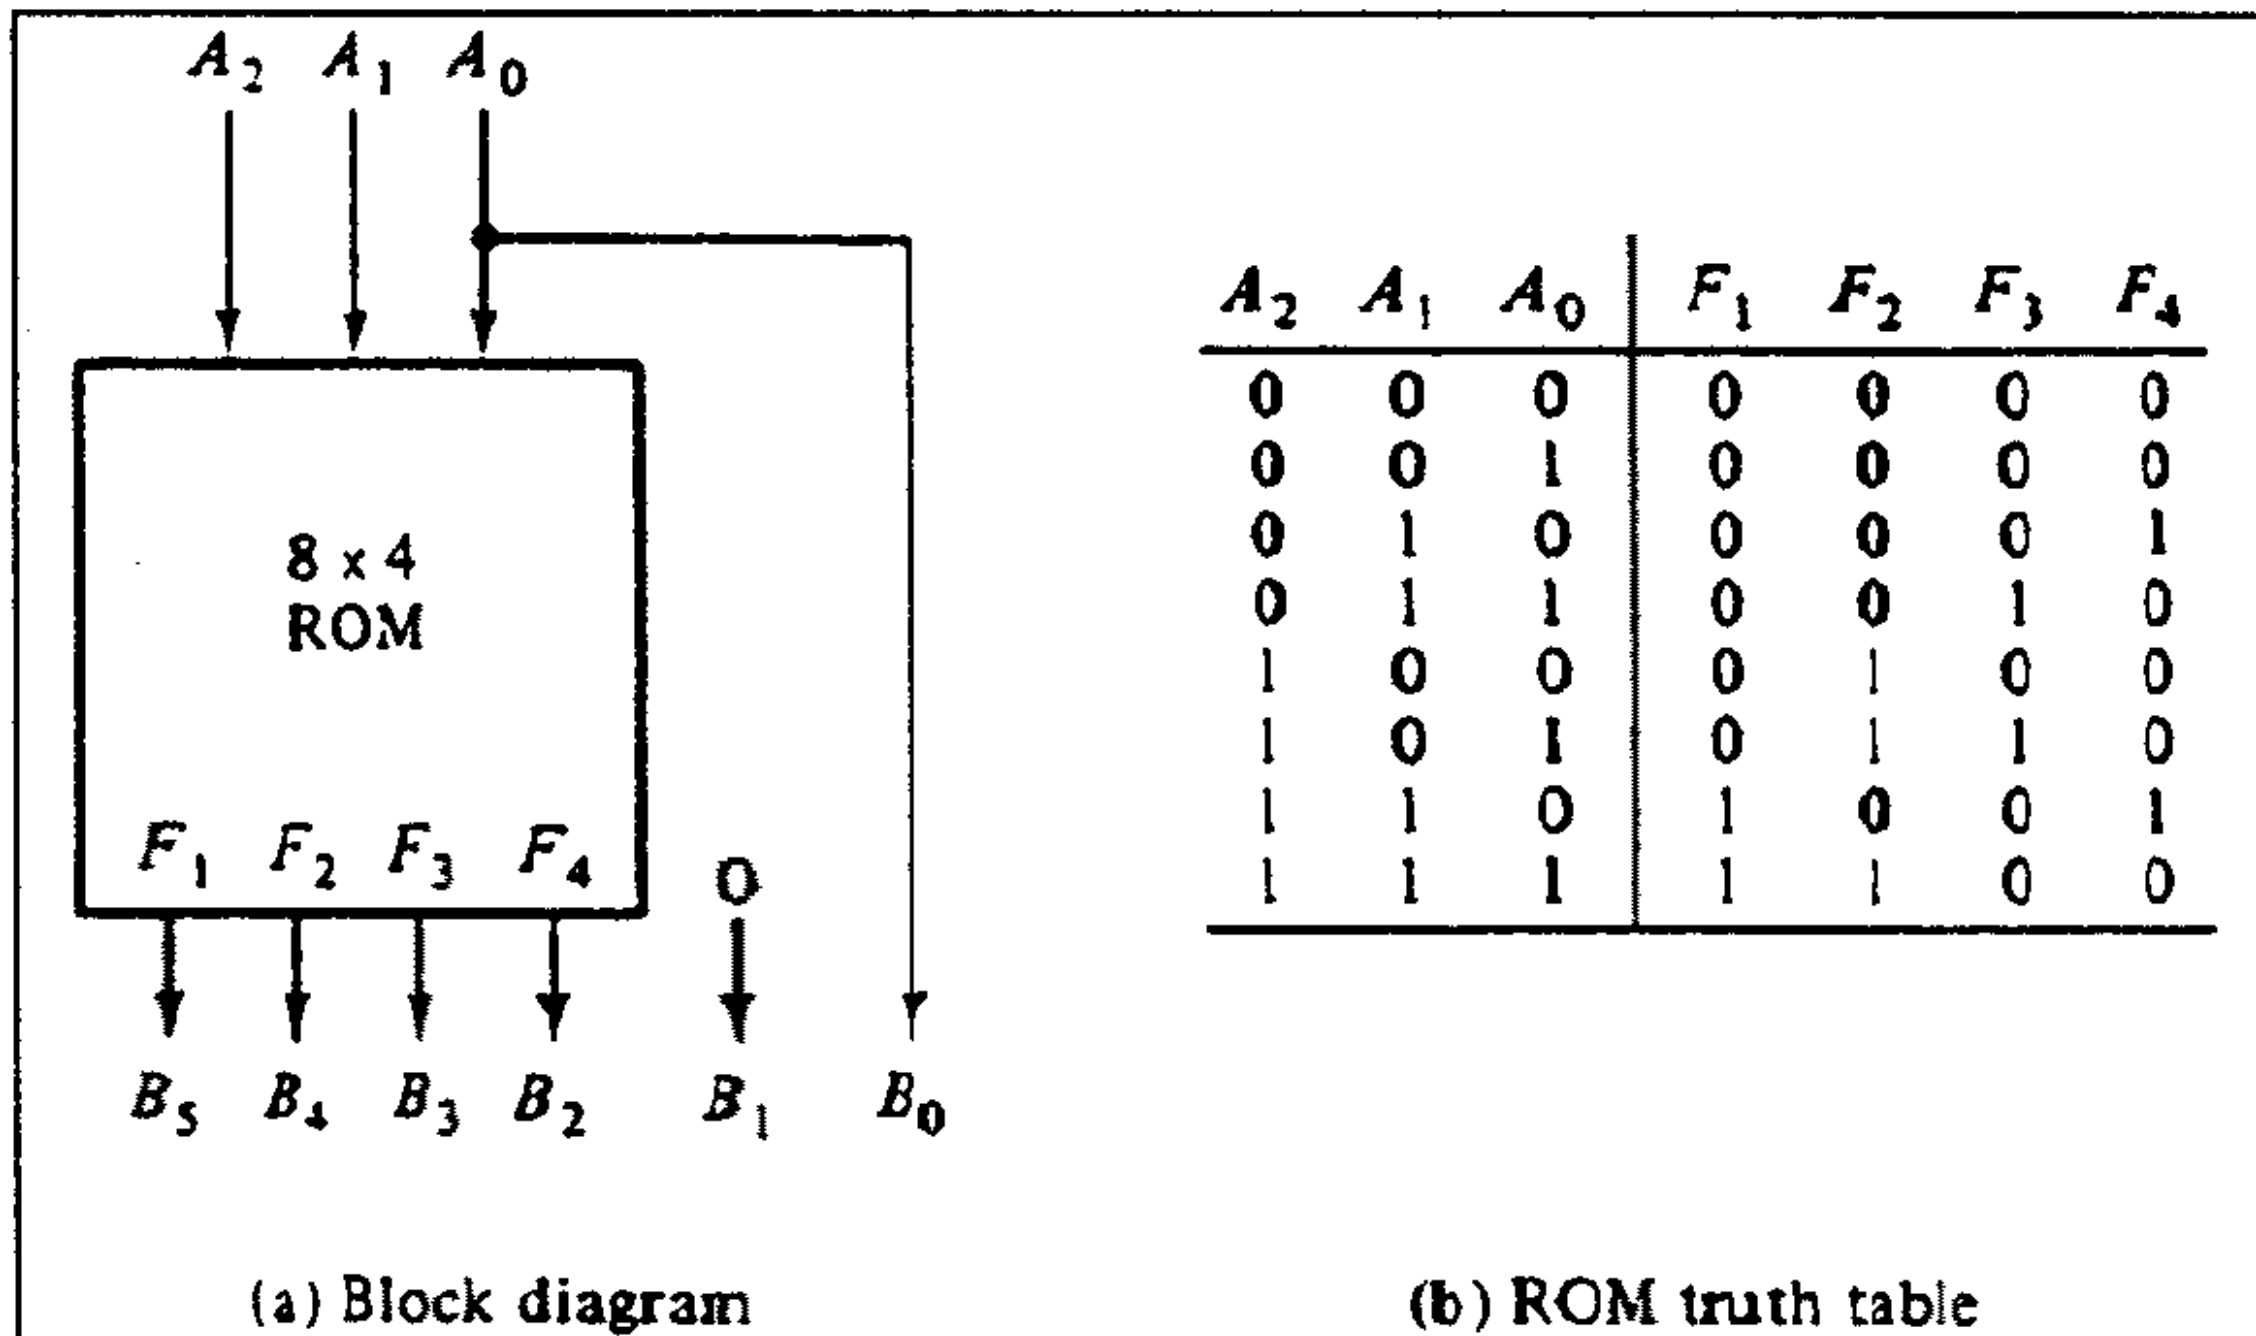 A2 A1 A0
8 x 4
ROM
F1 F2 F3 F4 0
B5 B4 B3 B2 B1 B0
(a) Block diagram
A2 A1 A0 F1 F2 F3 F4
0 0 0 0 0 0 0
0 0 1 0 0 0 0
0 1 0 0 0 0 1
0 1 1 0 0 1 0
1 0 0 0 1 0 0
1 0 1 0 1 1 0
1 1 0 1 0 0 1
1 1 1 1 1 0 0
(b) ROM truth table